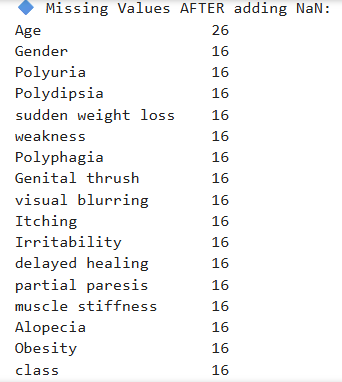 🔹 Missing Values AFTER adding NaN:
Age 26
Gender 16
Polyuria 16
Polydipsia 16
sudden weight loss 16
weakness 16
Polyphagia 16
Genital thrush 16
visual blurring 16
Itching 16
Irritability 16
delayed healing 16
partial paresis 16
muscle stiffness 16
Alopecia 16
Obesity 16
class 16